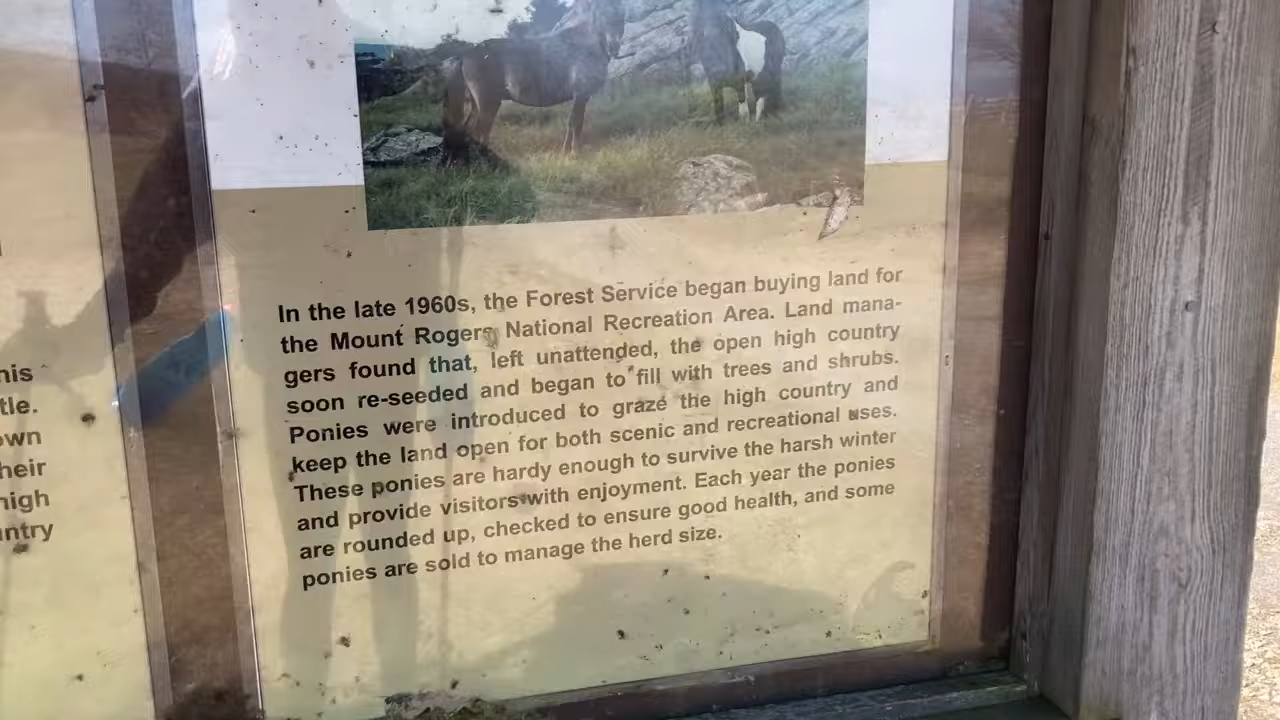 his
tle.
own
heir
high
untry
In the late 1960s, the Forest Service began buying land for
the Mount Rogers National Recreation Area. Land mana-
gers found that, left unattended, the open high country
soon re-seeded and began to fill with trees and shrubs.
Ponies were introduced to graze the high country and
keep the land open for both scenic and recreational uses.
These ponies are hardy enough to survive the harsh winter
and provide visitors with enjoyment. Each year the ponies
are rounded up, checked to ensure good health, and some
ponies are sold to manage the herd size.